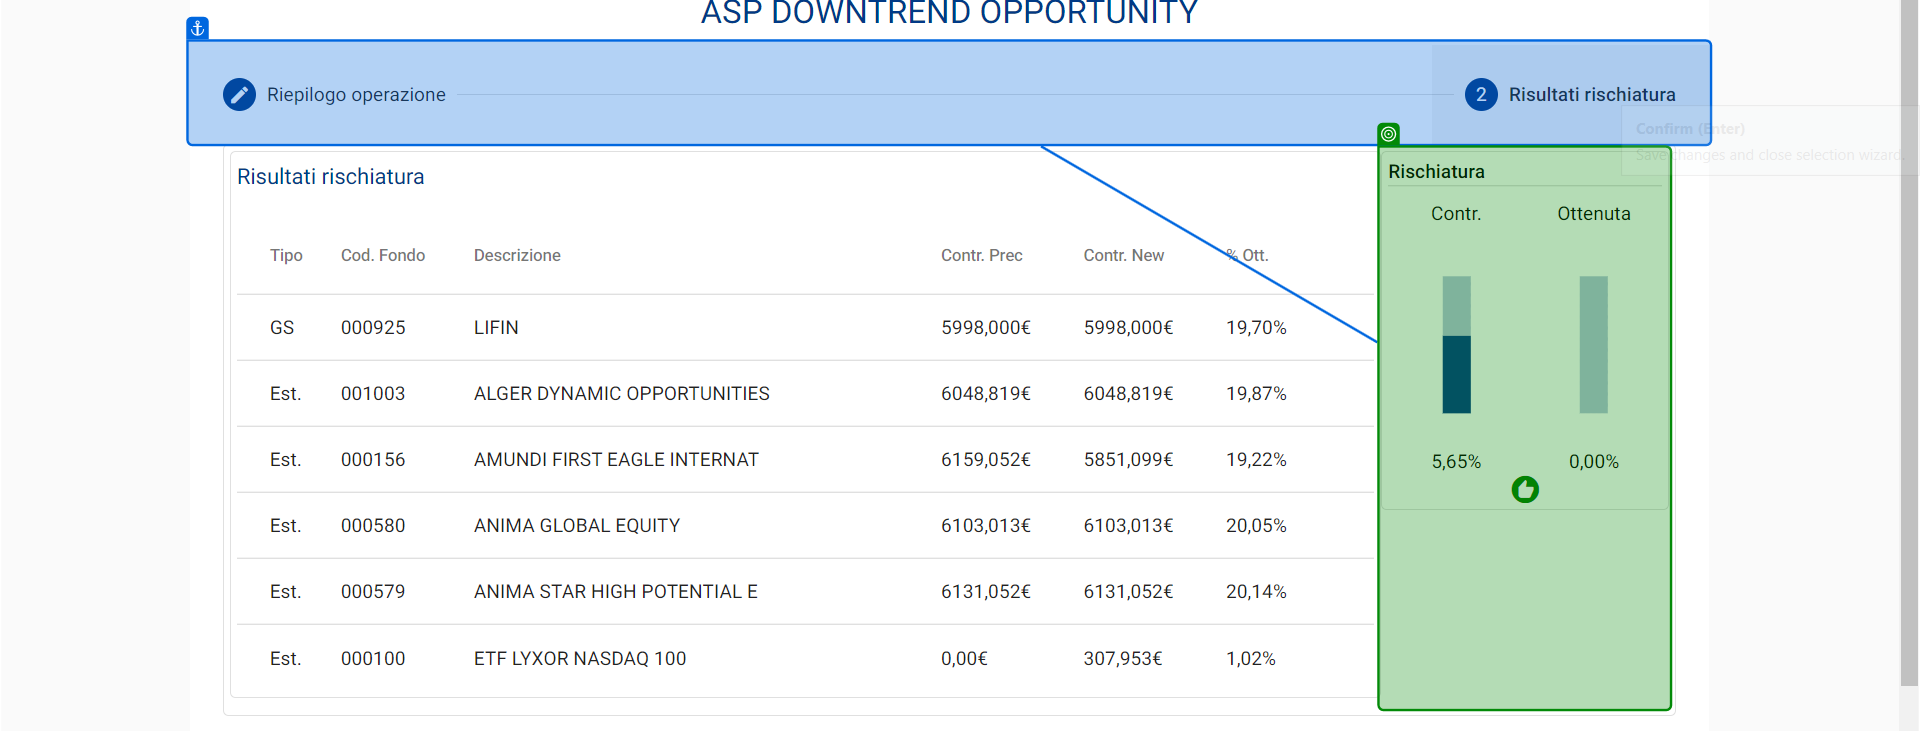 ASP DOWNTREND OPPORTUNITY
Riepilogo operazione
2 Risultati rischiatura
Confirm (Enter)
Save changes and close selection wizard.
Risultati rischiatura
Tipo Cod. Fondo Descrizione Contr. Prec Contr. New % Ott.
GS 000925 LIFIN 5998,000€ 5998,000€ 19,70%
Est. 001003 ALGER DYNAMIC OPPORTUNITIES 6048,819€ 6048,819€ 19,87%
Est. 000156 AMUNDI FIRST EAGLE INTERNAT 6159,052€ 5851,099€ 19,22%
Est. 000580 ANIMA GLOBAL EQUITY 6103,013€ 6103,013€ 20,05%
Est. 000579 ANIMA STAR HIGH POTENTIAL E 6131,052€ 6131,052€ 20,14%
Est. 000100 ETF LYXOR NASDAQ 100 0,00€ 307,953€ 1,02%
Rischiatura
Contr. Ottenuta
5,65% 0,00%